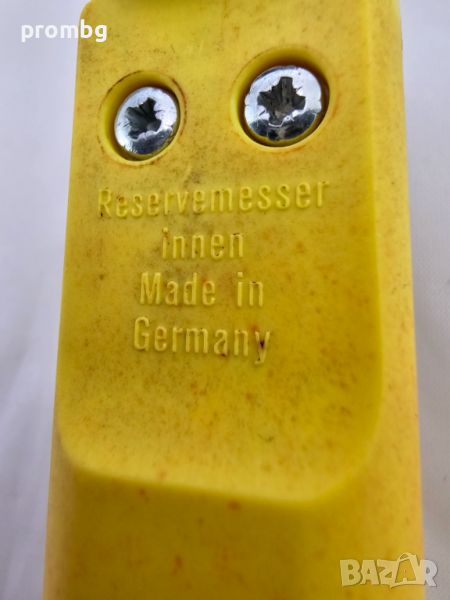 prombg
Reservemesser
innen
Made in
Germany
BAZAR